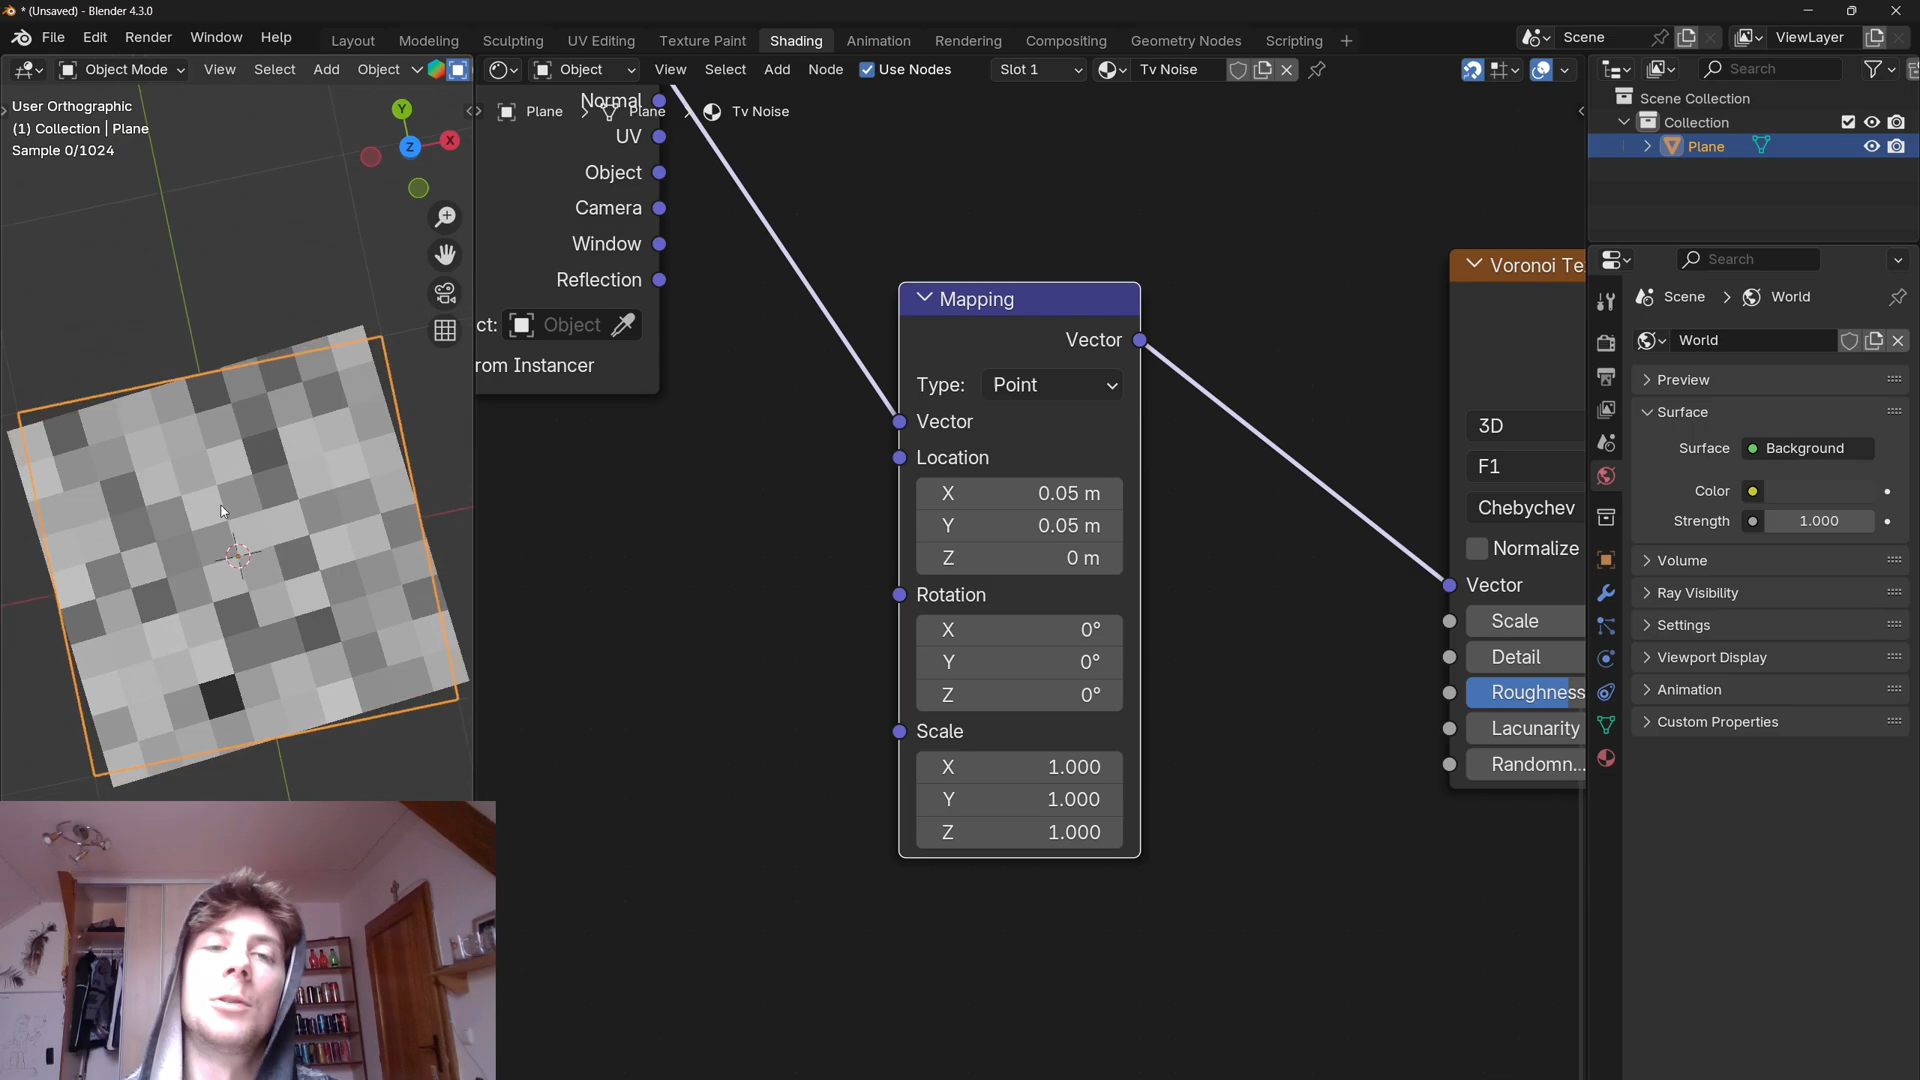 * (Unsaved) - Blender 4.3.0
File Edit Render Window Help
Layout Modeling Sculpting UV Editing Texture Paint Shading Animation Rendering Compositing Geometry Nodes Scripting +
Scene
ViewLayer
Object Mode View Select Add Object
Object View Select Add Node Use Nodes Slot 1 Tv Noise
Search
User Orthographic
(1) Collection | Plane
Sample 0/1024
Y
X
Z
Plane > Plane > Tv Noise
Normal
UV
Object
Camera
Window
Reflection
ct: Object
rom Instancer
Mapping
Vector
Type: Point
Vector
Location
X 0.05 m
Y 0.05 m
Z 0 m
Rotation
X 0°
Y 0°
Z 0°
Scale
X 1.000
Y 1.000
Z 1.000
Voronoi Te
3D
F1
Chebychev
Normalize
Vector
Scale
Detail
Roughness
Lacunarity
Randomn...
Scene Collection
Collection
Plane
Search
Scene > World
World
Preview
Surface
Surface Background
Color
Strength 1.000
Volume
Ray Visibility
Settings
Viewport Display
Animation
Custom Properties